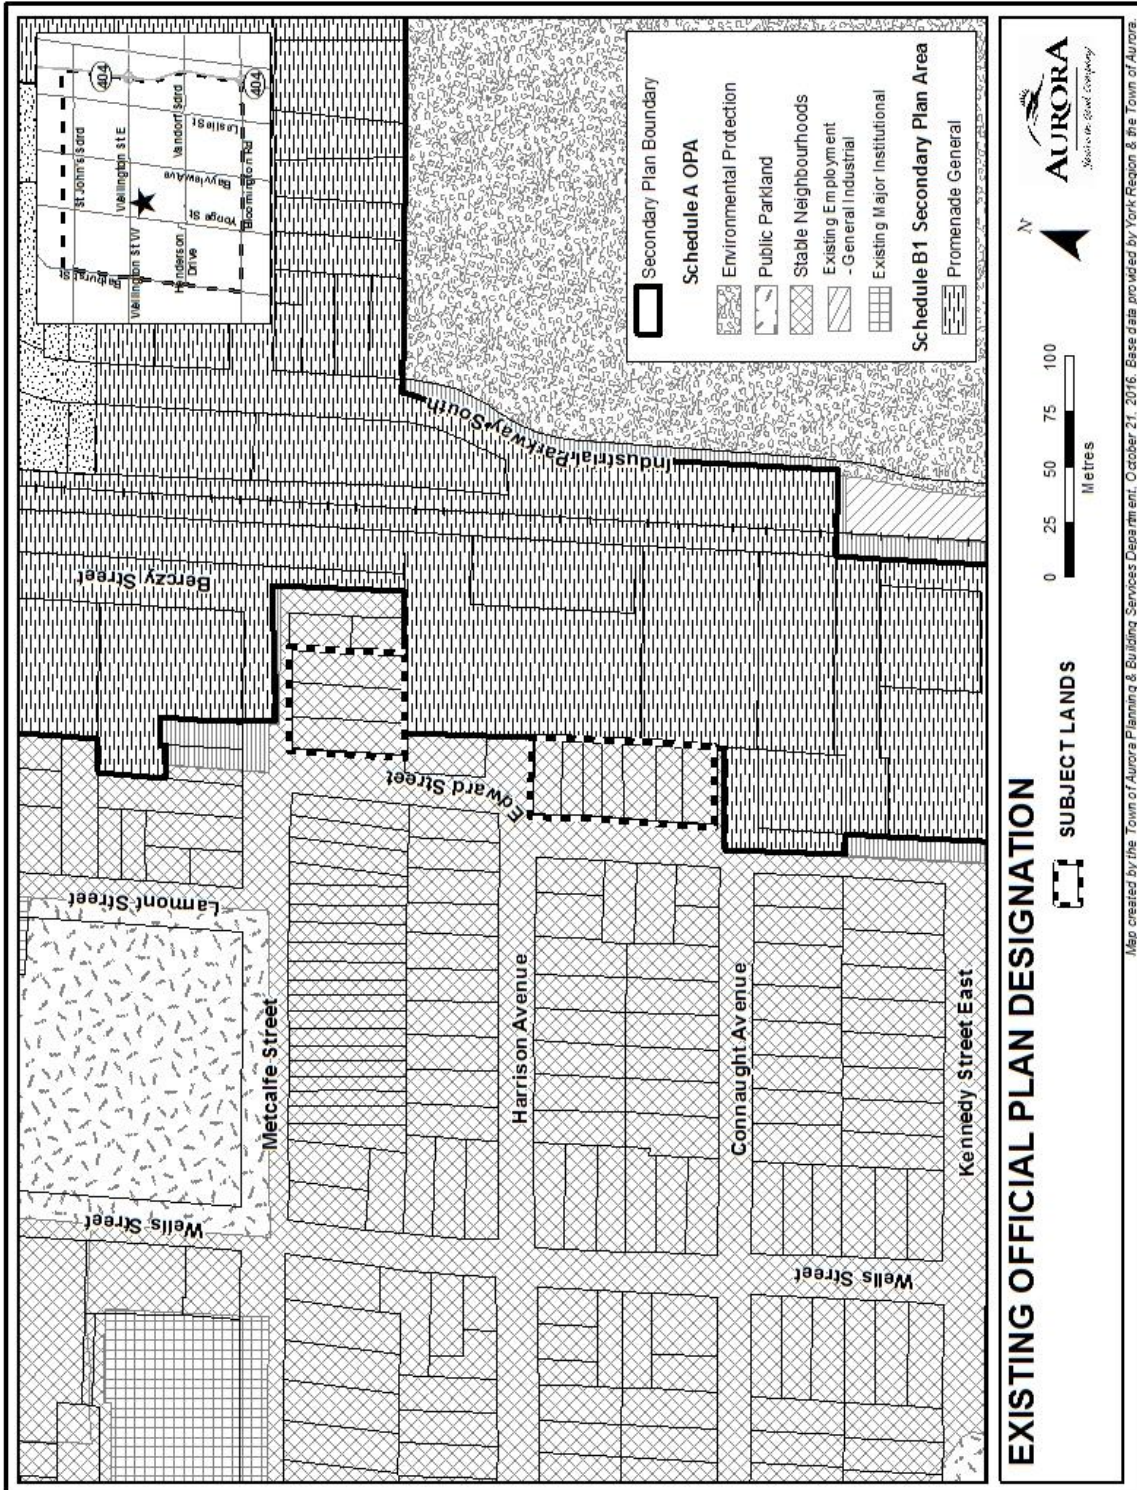 404
404
St John's Sdrd
Wellington St E
Vandorf Sdrd
Leslie St
Bayview Ave
Yonge St
Bloomington Rd
Wellington St W
Henderson
Drive
Bathurst St
Secondary Plan Boundary
Schedule A OPA
Environmental Protection
Public Parkland
Stable Neighbourhoods
Existing Employment
- General Industrial
Existing Major Institutional
Schedule B1 Secondary Plan Area
Promenade General
Industrial Parkway South
Berczy Street
Edward Street
Larmont Street
Metcalfe Street
Harrison Avenue
Connaught Avenue
Kennedy Street East
Wells Street
Wells Street
EXISTING OFFICIAL PLAN DESIGNATION
SUBJECT LANDS
0 25 50 75 100
Metres
N
AURORA
Map created by the Town of Aurora Planning & Building Services Department, October 21, 2016. Base data provided by York Region & the Town of Aurora.